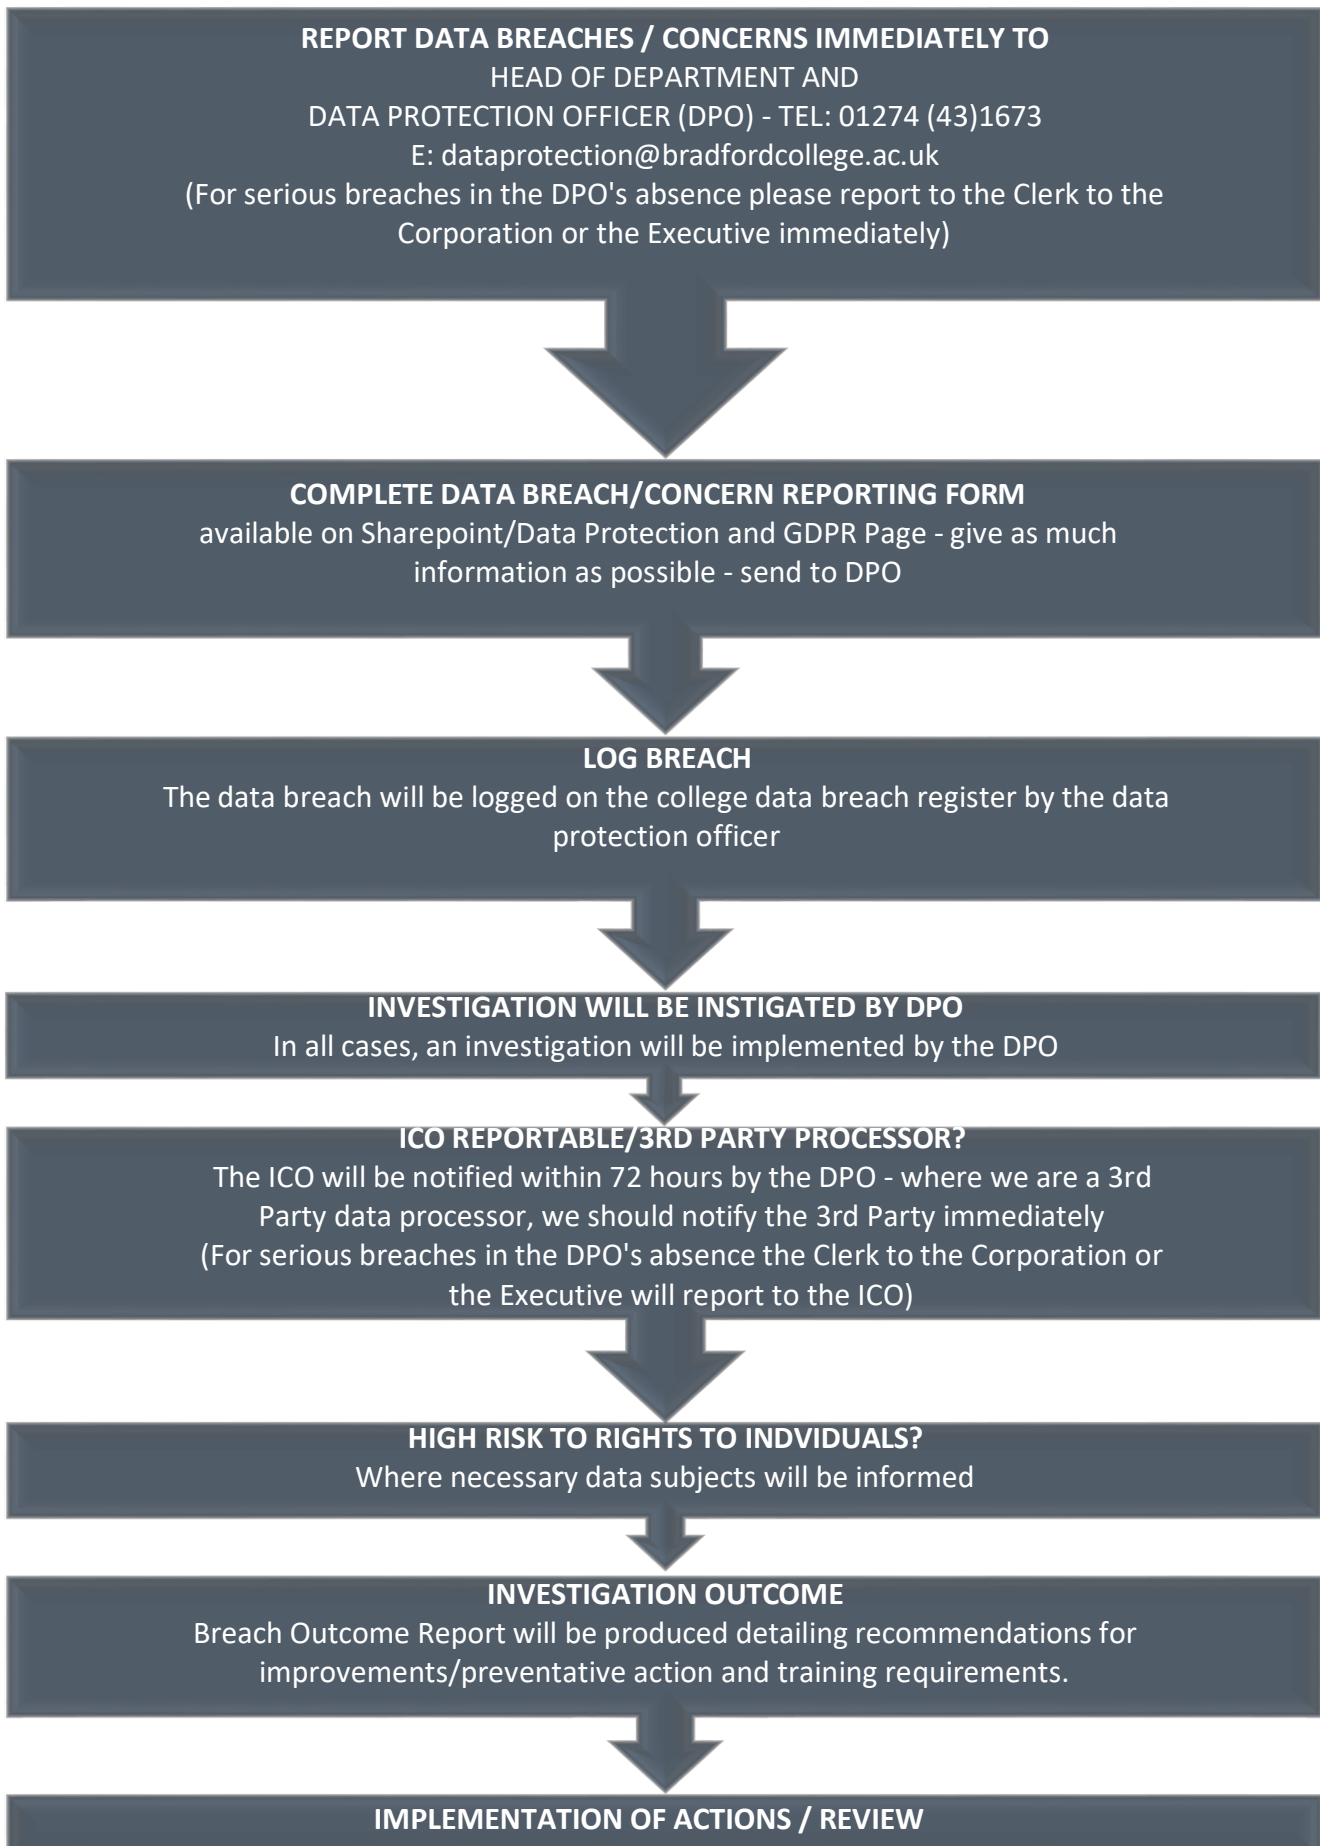 REPORT DATA BREACHES / CONCERNS IMMEDIATELY TO
HEAD OF DEPARTMENT AND
DATA PROTECTION OFFICER (DPO) - TEL: 01274 (43)1673
E: dataprotection@bradfordcollege.ac.uk
(For serious breaches in the DPO's absence please report to the Clerk to the
Corporation or the Executive immediately)
COMPLETE DATA BREACH/CONCERN REPORTING FORM
available on Sharepoint/Data Protection and GDPR Page - give as much
information as possible - send to DPO
LOG BREACH
The data breach will be logged on the college data breach register by the data
protection officer
INVESTIGATION WILL BE INSTIGATED BY DPO
In all cases, an investigation will be implemented by the DPO
ICO REPORTABLE/3RD PARTY PROCESSOR?
The ICO will be notified within 72 hours by the DPO - where we are a 3rd
Party data processor, we should notify the 3rd Party immediately
(For serious breaches in the DPO's absence the Clerk to the Corporation or
the Executive will report to the ICO)
HIGH RISK TO RIGHTS TO INDVIDUALS?
Where necessary data subjects will be informed
INVESTIGATION OUTCOME
Breach Outcome Report will be produced detailing recommendations for
improvements/preventative action and training requirements.
IMPLEMENTATION OF ACTIONS / REVIEW